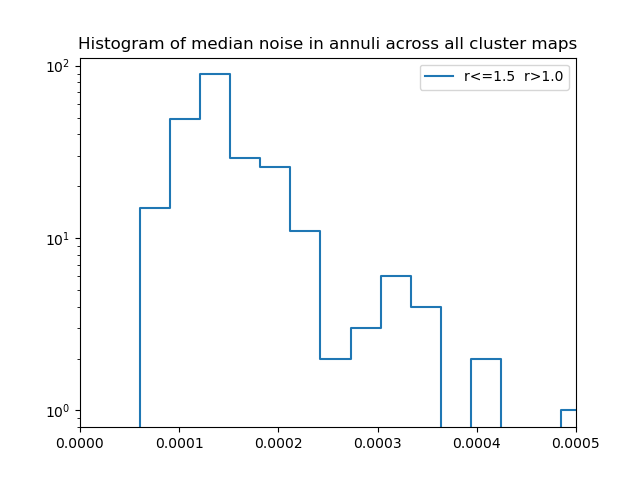 Histogram of median noise in annuli across all cluster maps
r<=1.5  r>1.0
10²
10¹
10⁰
0.0000 0.0001 0.0002 0.0003 0.0004 0.0005